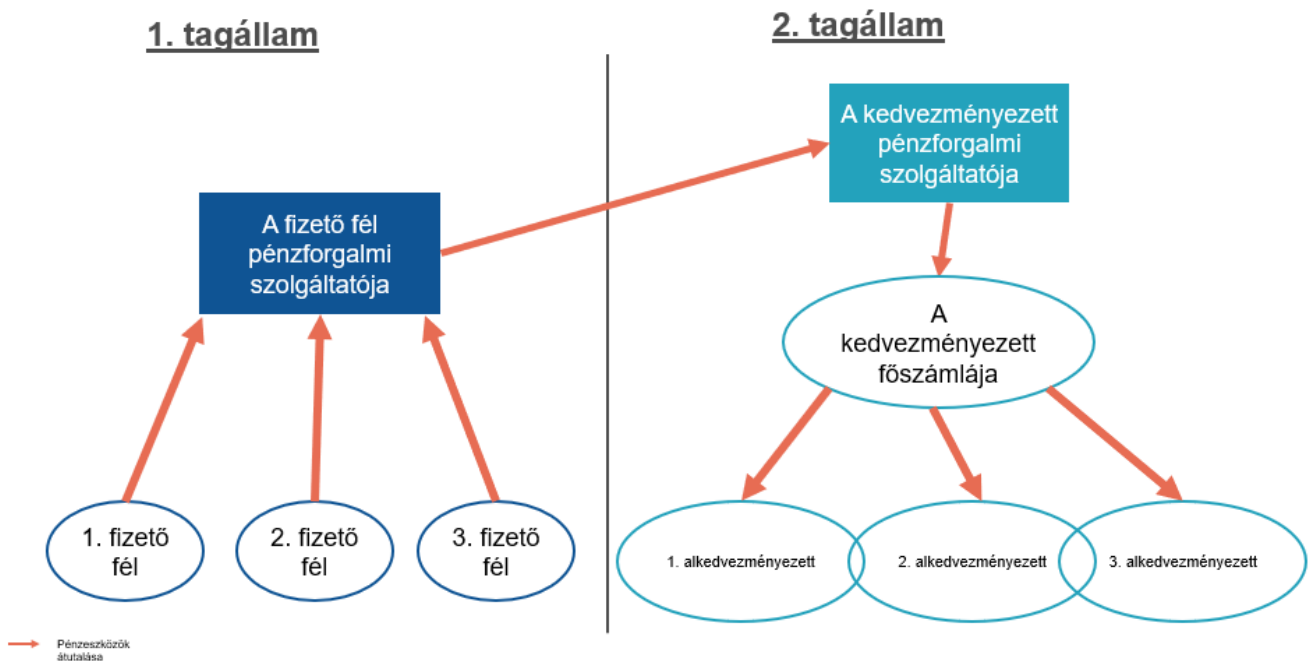 1. tagállam
2. tagállam
A kedvezményezett
pénzforgalmi
szolgáltatója
A fizető fél
pénzforgalmi
szolgáltatója
A
kedvezményezett
főszámlája
1. fizető
fél
2. fizető
fél
3. fizető
fél
1. alkedvezményezett
2. alkedvezményezett
3. alkedvezményezett
Pénzeszközök
átutalása